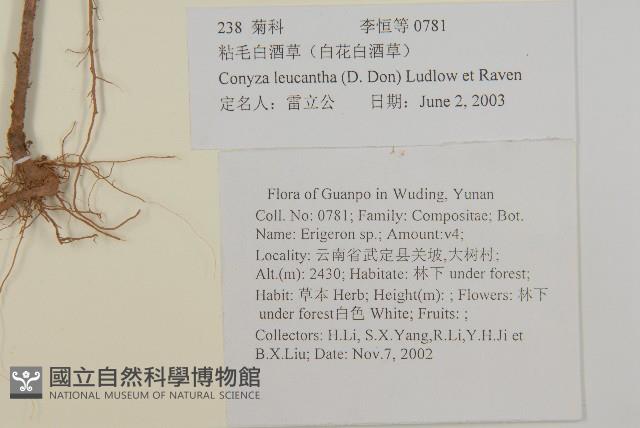 238 菊科 李恒等 0781
粘毛白酒草（白花白酒草）
Conyza leucantha (D. Don) Ludlow et Raven
定名人：雷立公 日期：June 2, 2003
Flora of Guanpo in Wuding, Yunan
Coll. No: 0781; Family: Compositae; Bot.
Name: Erigeron sp.; Amount:v4;
Locality: 云南省武定县关坡,大树村;
Alt.(m): 2430; Habitate: 林下 under forest;
Habit: 草本 Herb; Height(m): ; Flowers: 林下
under forest白色 White; Fruits: ;
Collectors: H.Li, S.X.Yang,R.Li,Y.H.Ji et
B.X.Liu; Date: Nov.7, 2002
國立自然科學博物館
NATIONAL MUSEUM OF NATURAL SCIENCE